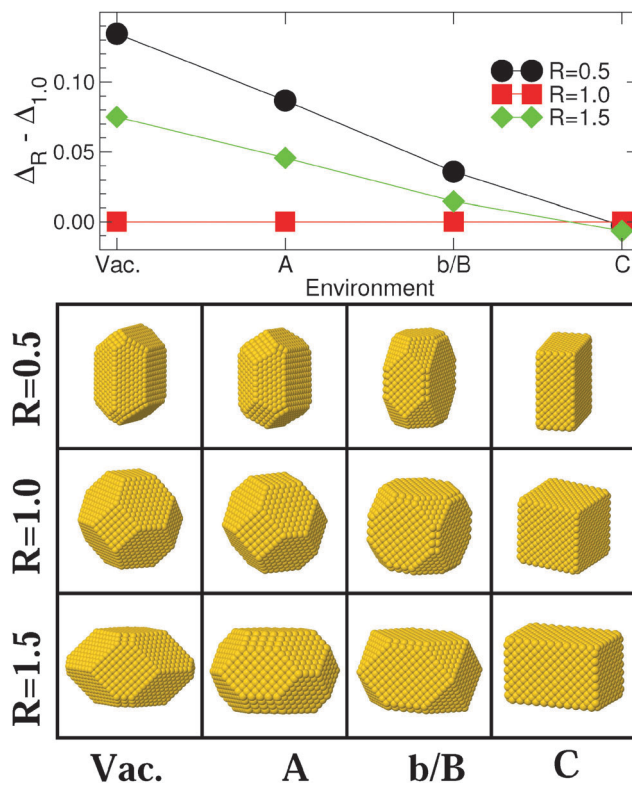 Δ_R - Δ_1.0
0.10
0.05
0.00
R=0.5
R=1.0
R=1.5
Vac. A b/B C
Environment
R=0.5
R=1.0
R=1.5
Vac. A b/B C